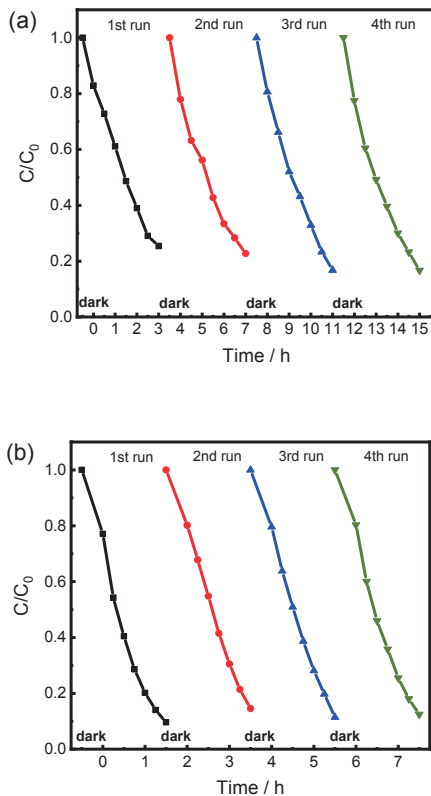 (a)
1st run 2nd run 3rd run 4th run
1.0
0.8
0.6
0.4
0.2
0.0
C/C0
dark dark dark dark
0 1 2 3 4 5 6 7 8 9 10 11 12 13 14 15
Time / h
(b)
1st run 2nd run 3rd run 4th run
1.0
0.8
0.6
0.4
0.2
0.0
C/C0
dark dark dark dark
0 1 2 3 4 5 6 7
Time / h